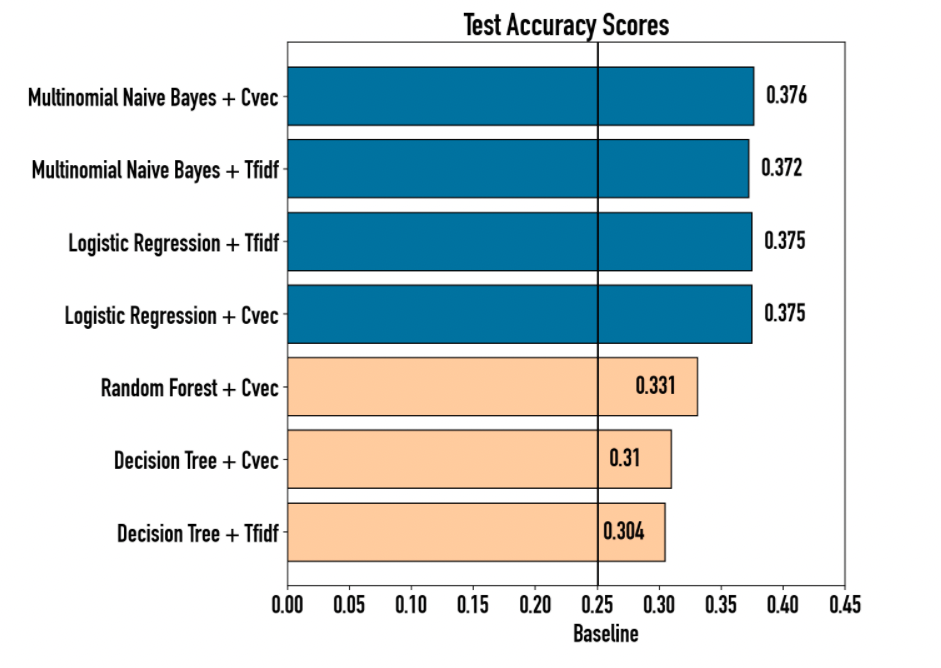 Test Accuracy Scores
Multinomial Naive Bayes + Cvec 0.376
Multinomial Naive Bayes + Tfidf 0.372
Logistic Regression + Tfidf 0.375
Logistic Regression + Cvec 0.375
Random Forest + Cvec 0.331
Decision Tree + Cvec 0.31
Decision Tree + Tfidf 0.304
0.00 0.05 0.10 0.15 0.20 0.25 0.30 0.35 0.40 0.45
Baseline